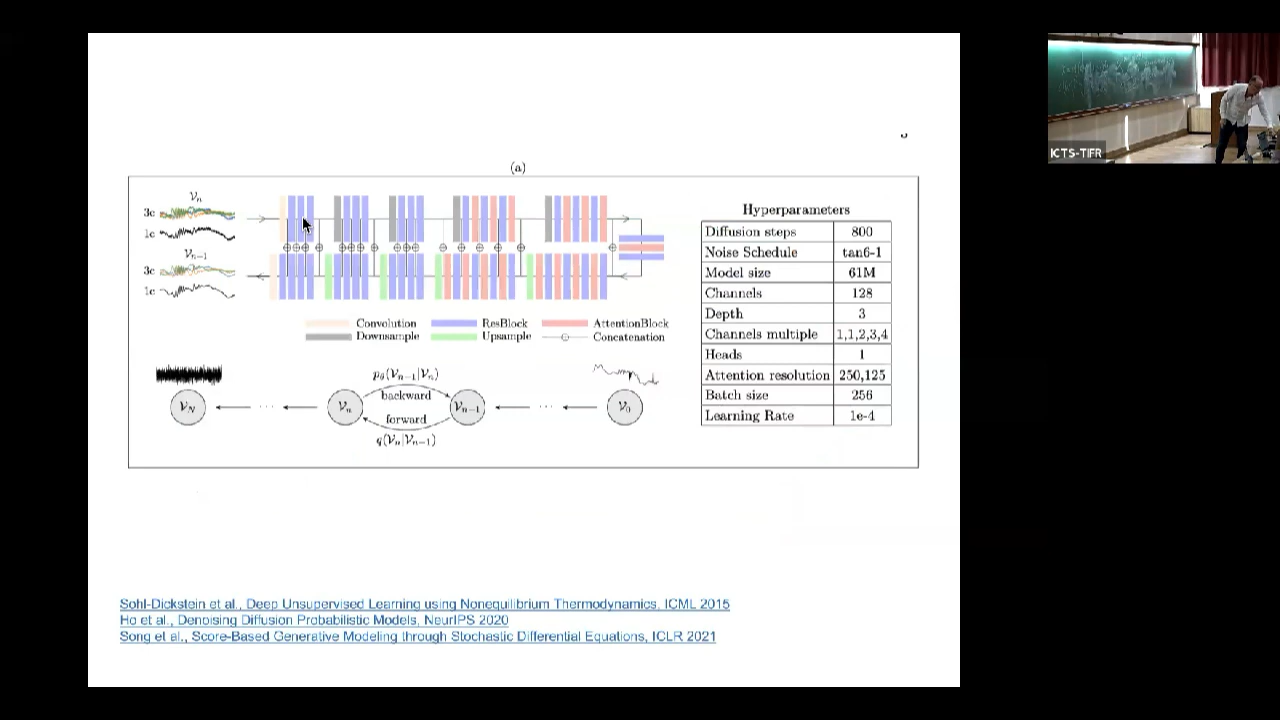 ICTS-TIFR
(a)
𝒱n
3c
1c
𝒱n−1
3c
1c
Convolution
ResBlock
AttentionBlock
Downsample
Upsample
Concatenation
pθ(𝒱n−1|𝒱n)
backward
𝒱N
...
𝒱n
𝒱n−1
...
𝒱0
forward
q(𝒱n|𝒱n−1)
Hyperparameters
Diffusion steps 800
Noise Schedule tan6-1
Model size 61M
Channels 128
Depth 3
Channels multiple 1,1,2,3,4
Heads 1
Attention resolution 250,125
Batch size 256
Learning Rate 1e-4
Sohl-Dickstein et al., Deep Unsupervised Learning using Nonequilibrium Thermodynamics, ICML 2015
Ho et al., Denoising Diffusion Probabilistic Models, NeurIPS 2020
Song et al., Score-Based Generative Modeling through Stochastic Differential Equations, ICLR 2021